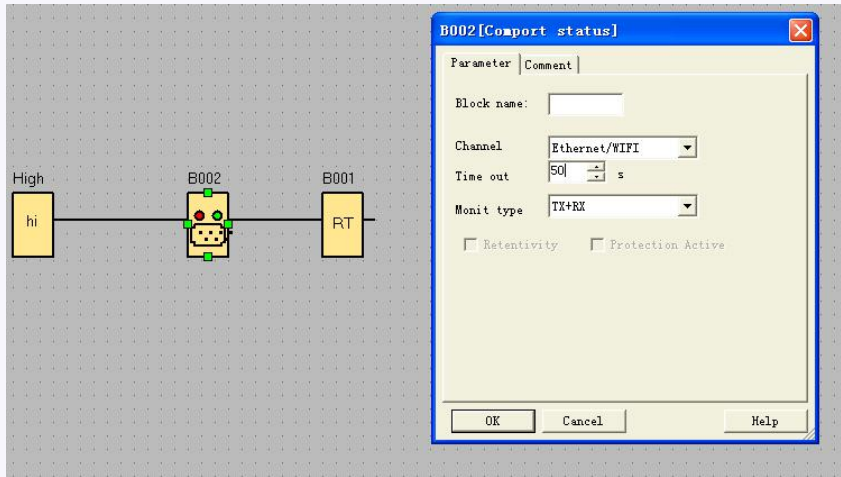 B002[Comport status]
Parameter
Comment
Block name:
Channel
Ethernet/WIFI
Time out
50
s
Monit type
TX+RX
Retentivity
Protection Active
OK
Cancel
Help
High
B002
B001
hi
RT